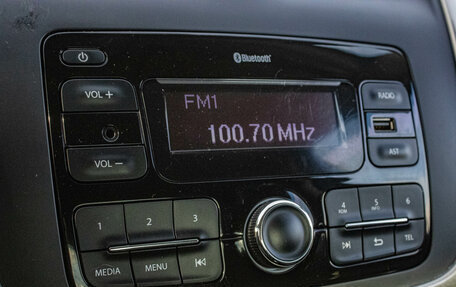 Bluetooth
VOL +
VOL −
FM1
100.70 MHz
RADIO
AST
1 2 3
MEDIA MENU
4 RDM 5 INFO 6
TEL